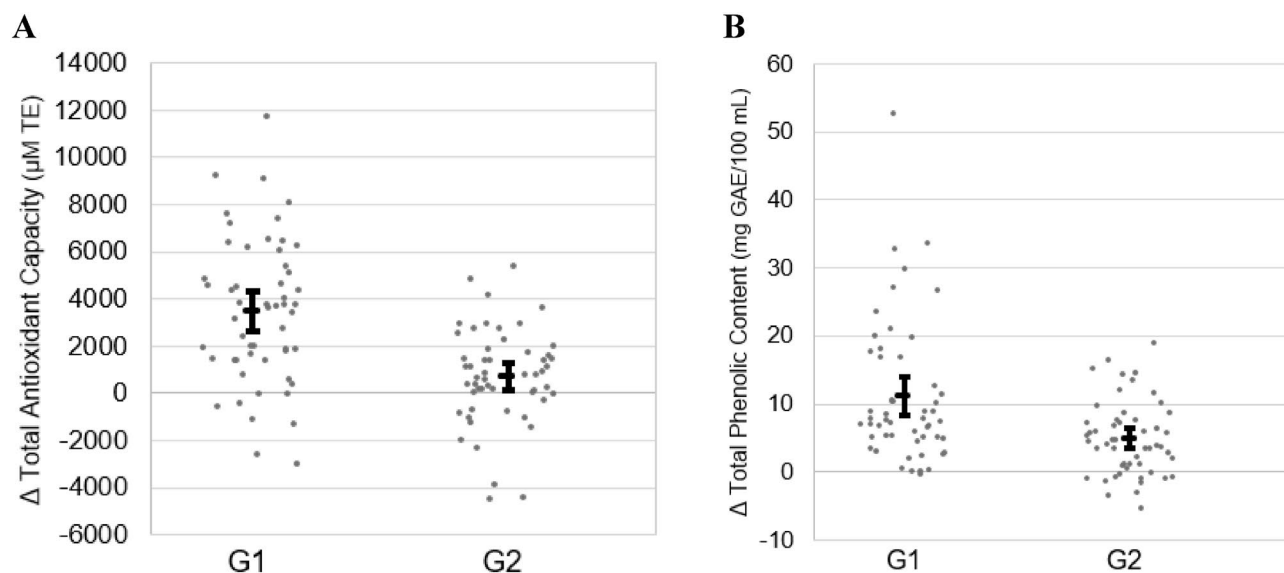 A
Δ Total Antioxidant Capacity (µM TE)
14000
12000
10000
8000
6000
4000
2000
0
-2000
-4000
-6000
G1
G2
B
Δ Total Phenolic Content (mg GAE/100 mL)
60
50
40
30
20
10
0
-10
G1
G2